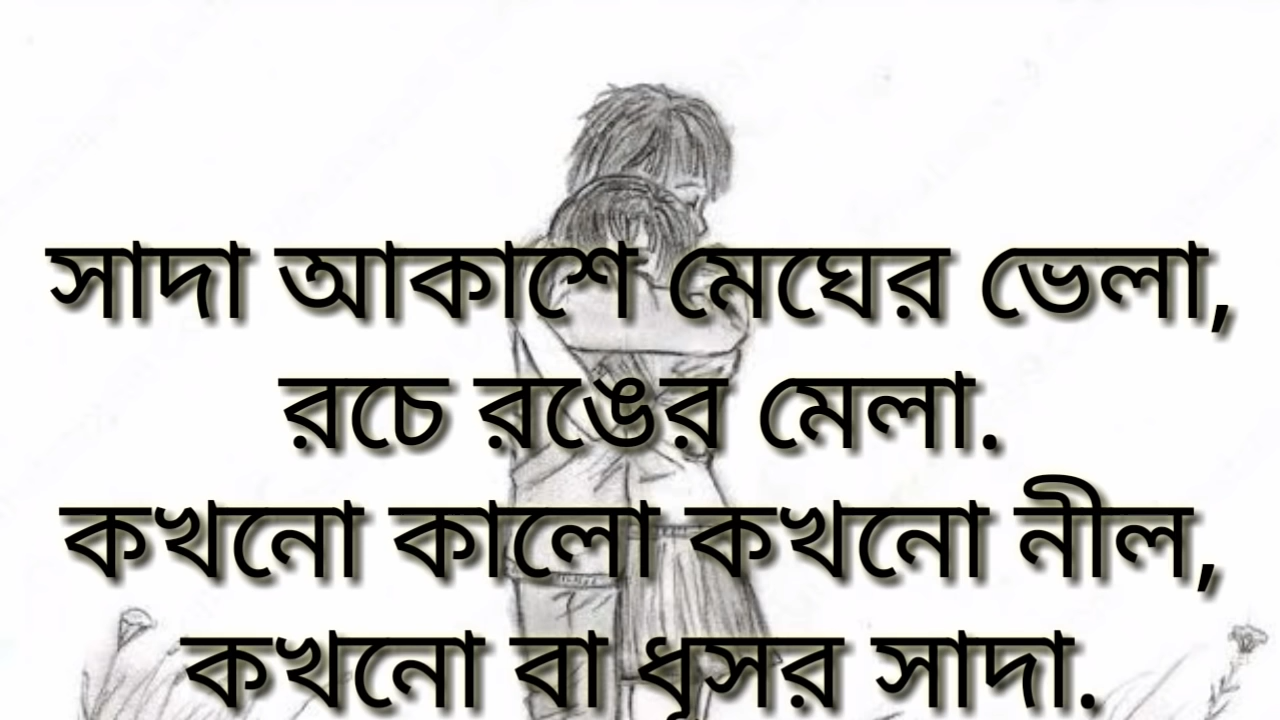 সাদা আকাশে মেঘের ভেলা,
রচে রঙের মেলা.
কখনো কালো কখনো নীল,
কখনো বা ধূসর সাদা.